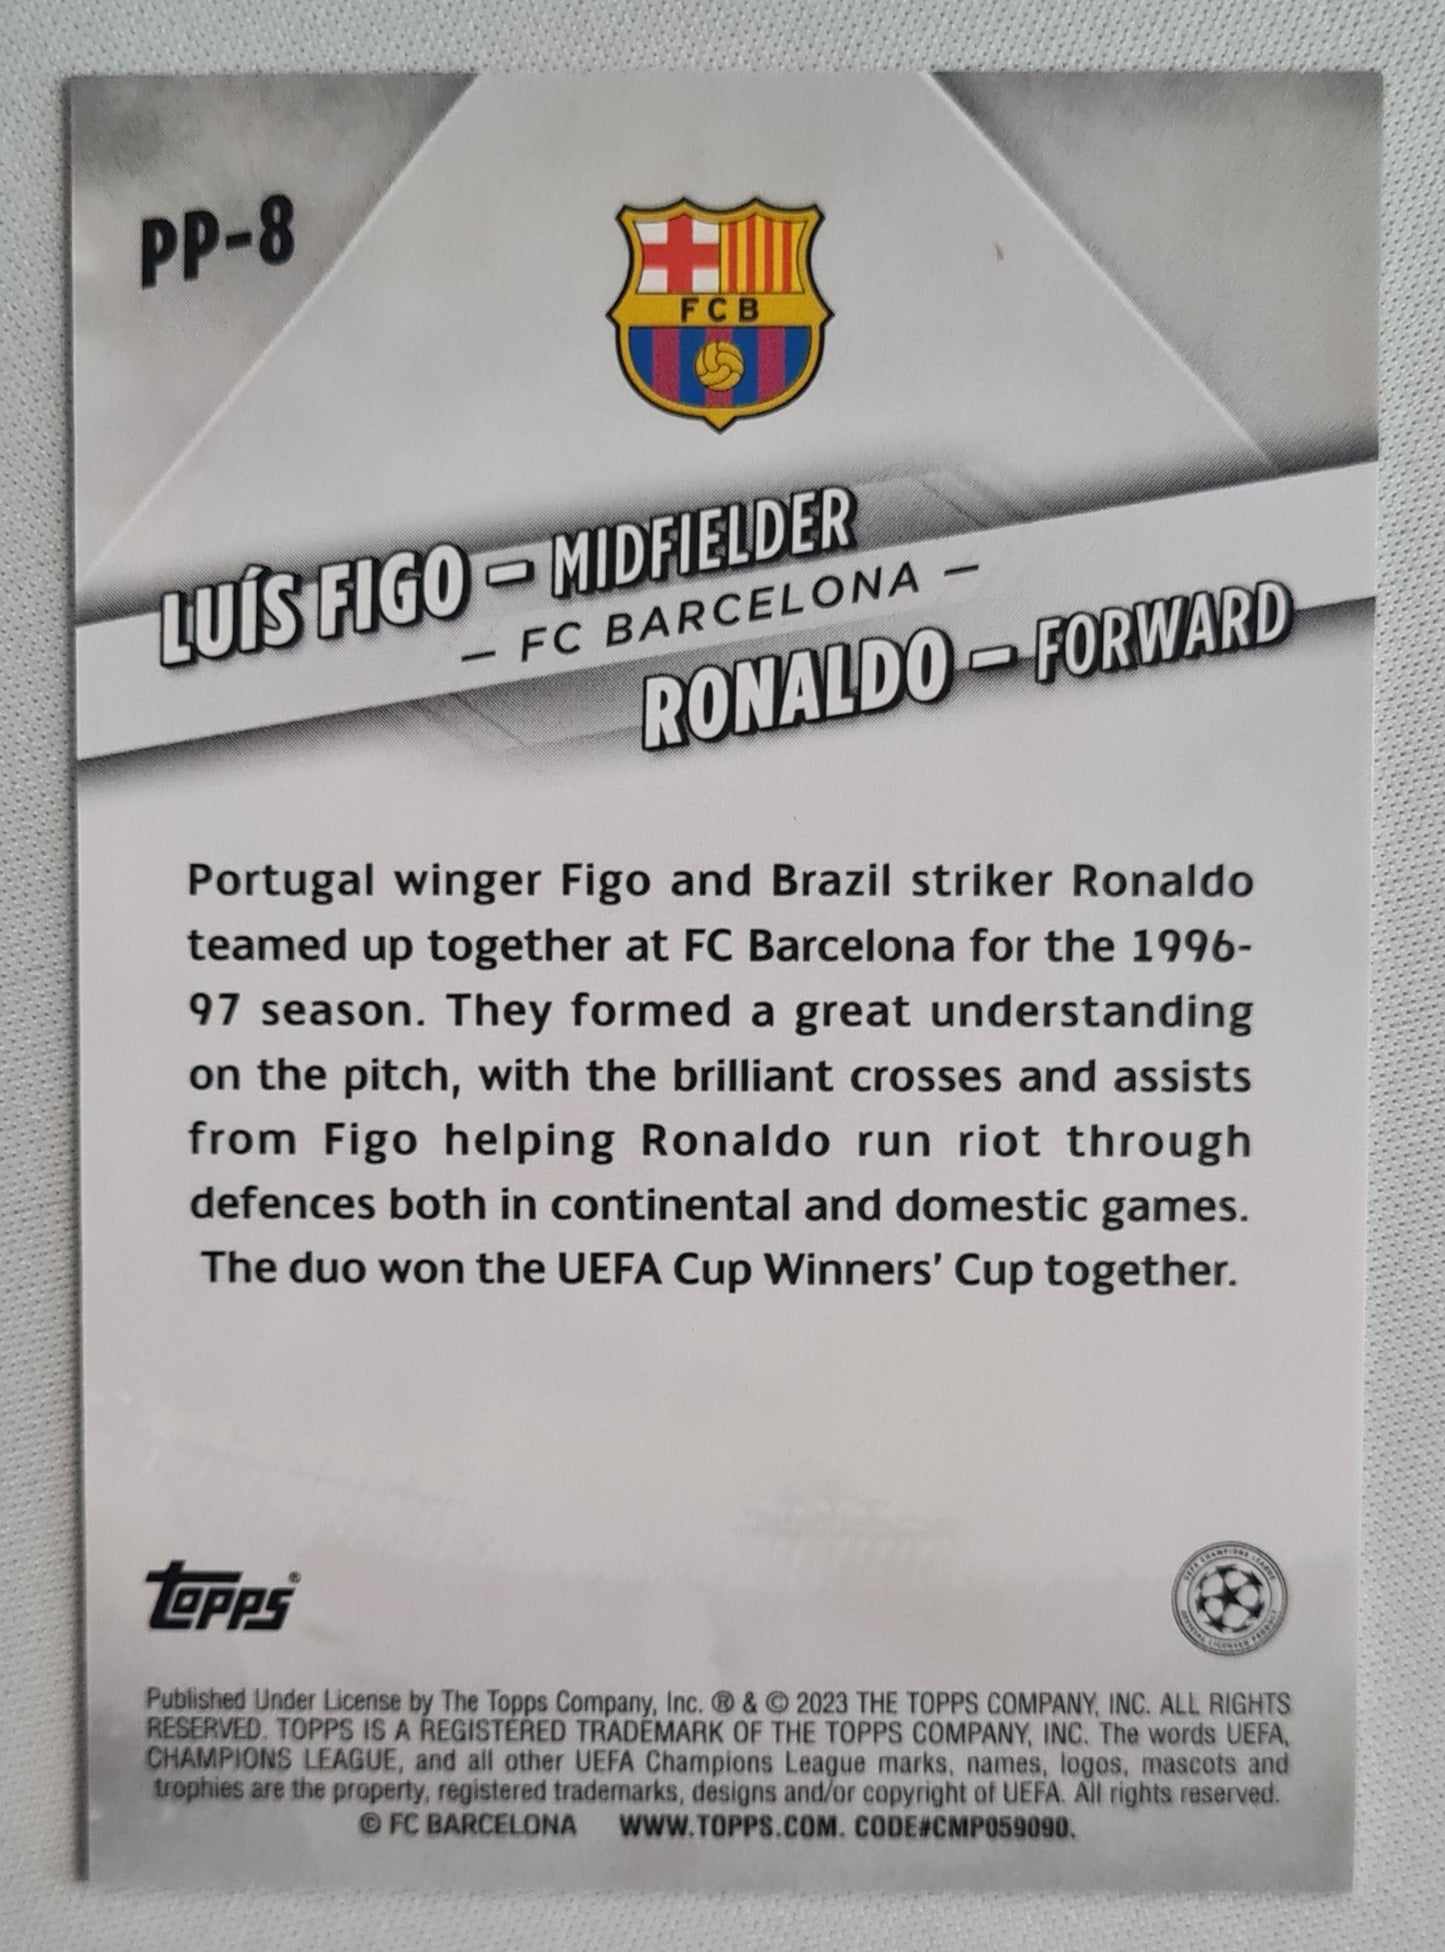 PP-8
FCB
LUÍS FIGO – MIDFIELDER
– FC BARCELONA –
RONALDO – FORWARD
Portugal winger Figo and Brazil striker Ronaldo
teamed up together at FC Barcelona for the 1996-
97 season. They formed a great understanding
on the pitch, with the brilliant crosses and assists
from Figo helping Ronaldo run riot through
defences both in continental and domestic games.
The duo won the UEFA Cup Winners’ Cup together.
TOPPS®
UEFA CHAMPIONS LEAGUE
OFFICIAL LICENSED PRODUCT
Published Under License by The Topps Company, Inc. ® & © 2023 THE TOPPS COMPANY, INC. ALL RIGHTS
RESERVED. TOPPS IS A REGISTERED TRADEMARK OF THE TOPPS COMPANY, INC. The words UEFA,
CHAMPIONS LEAGUE, and all other UEFA Champions League marks, names, logos, mascots and
trophies are the property, registered trademarks, designs and/or copyright of UEFA. All rights reserved.
© FC BARCELONA WWW.TOPPS.COM. CODE#CMP059090.